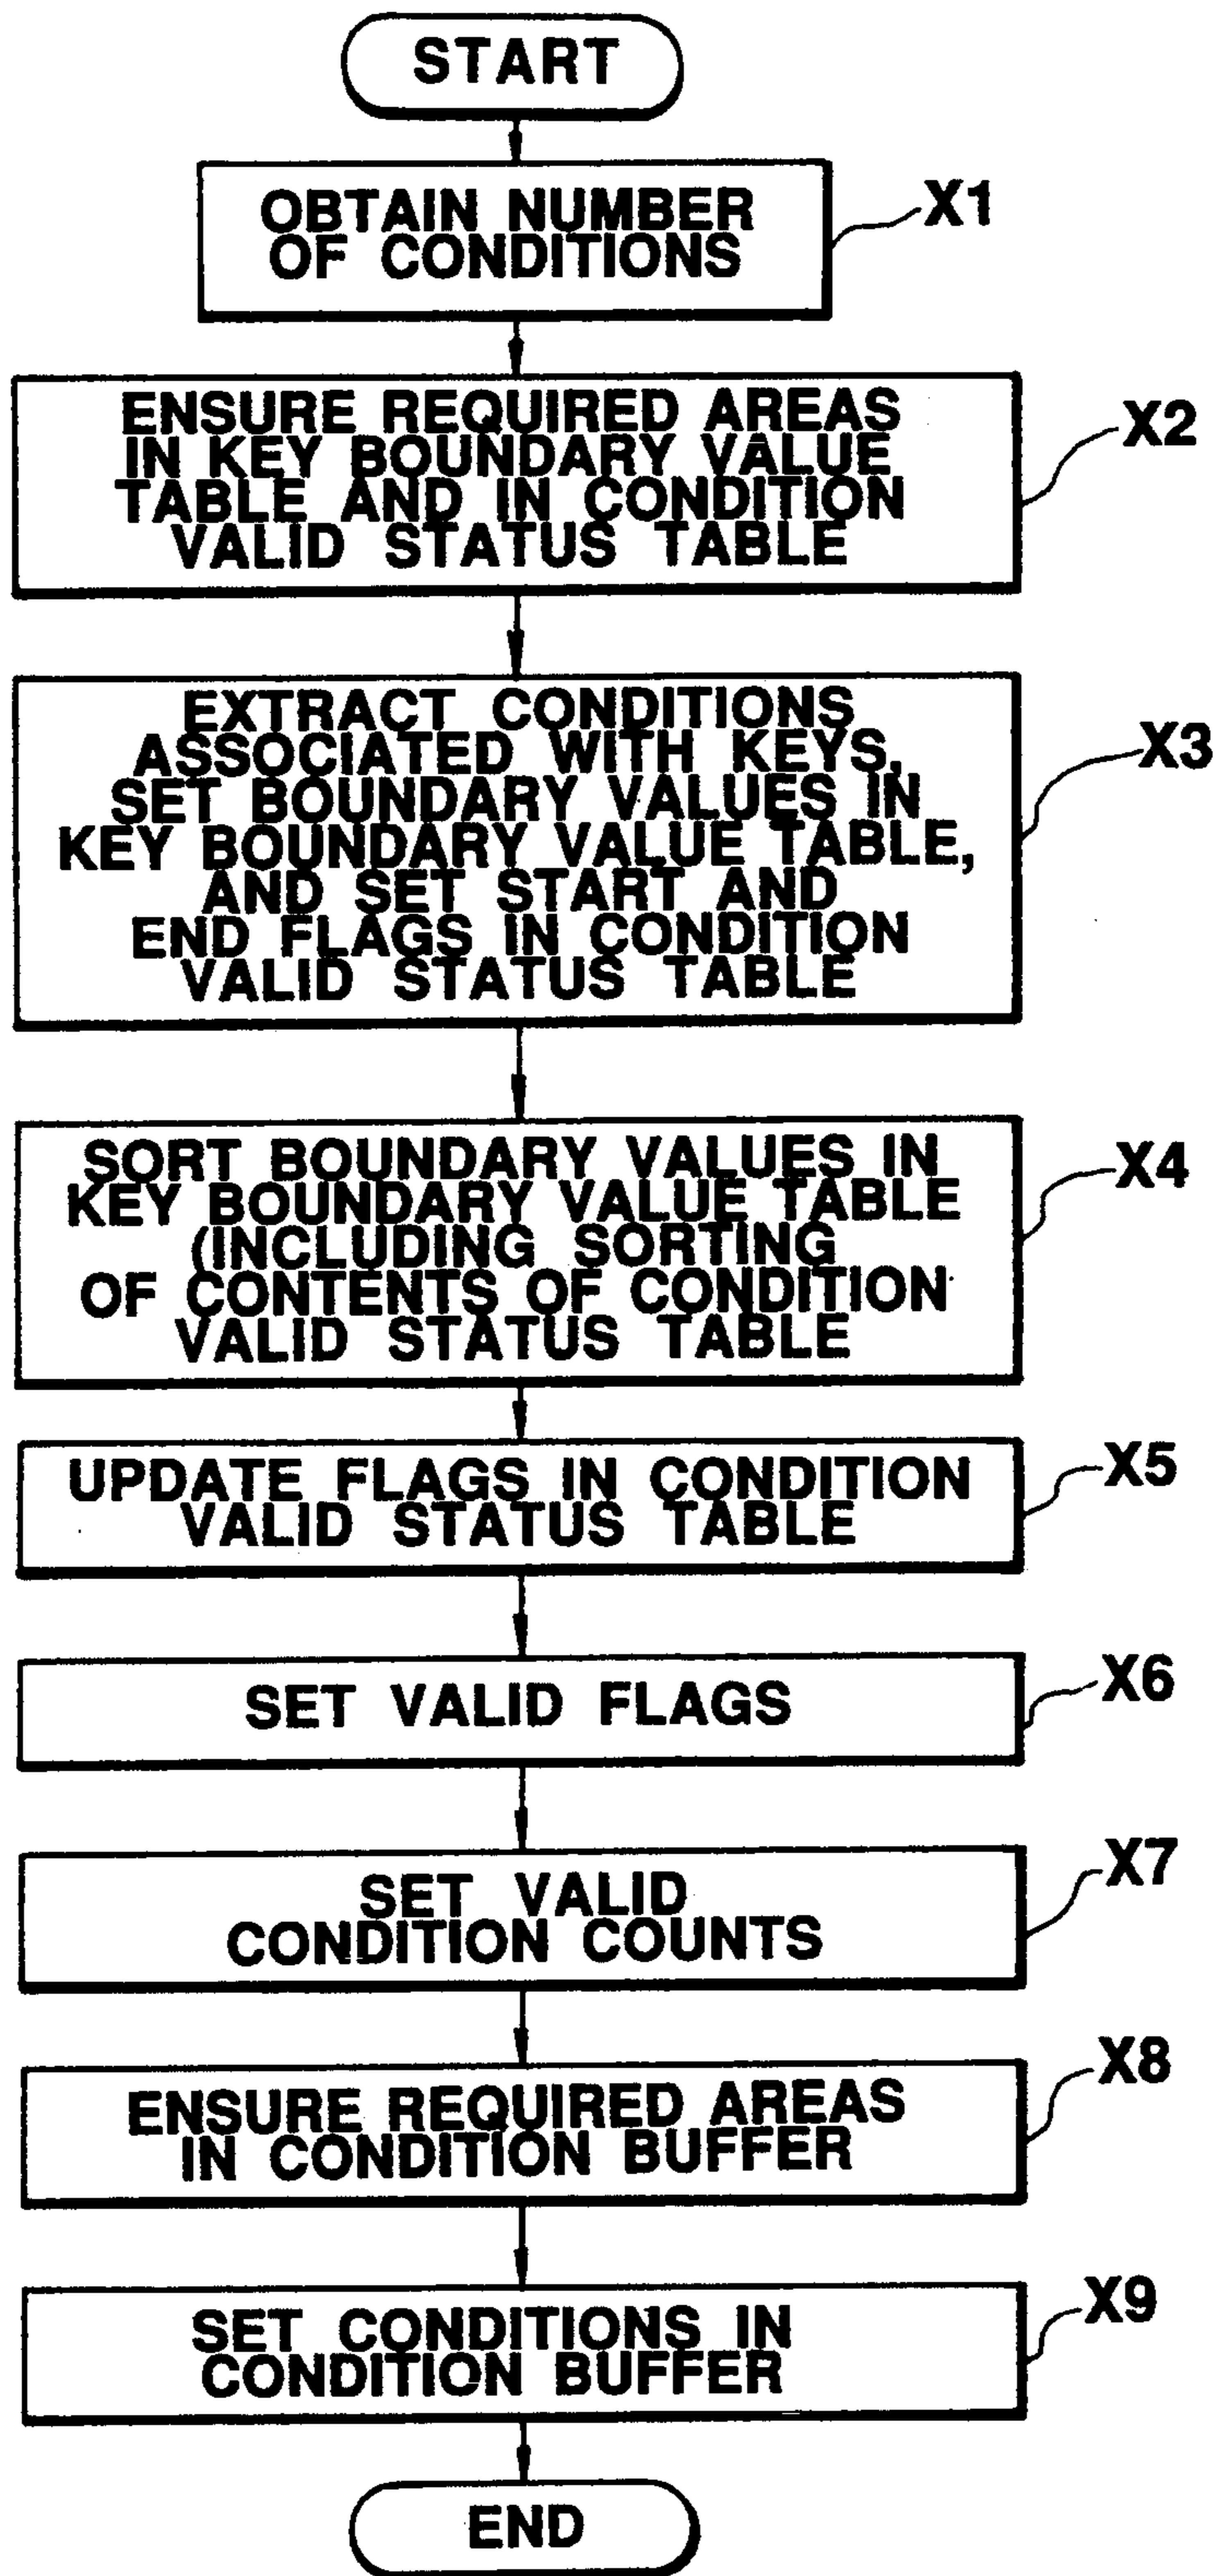 START
OBTAIN NUMBER
OF CONDITIONS
X1
ENSURE REQUIRED AREAS
IN KEY BOUNDARY VALUE
TABLE AND IN CONDITION
VALID STATUS TABLE
X2
EXTRACT CONDITIONS
ASSOCIATED WITH KEYS,
SET BOUNDARY VALUES IN
KEY BOUNDARY VALUE TABLE,
AND SET START AND
END FLAGS IN CONDITION
VALID STATUS TABLE
X3
SORT BOUNDARY VALUES IN
KEY BOUNDARY VALUE TABLE
(INCLUDING SORTING
OF CONTENTS OF CONDITION
VALID STATUS TABLE
X4
UPDATE FLAGS IN CONDITION
VALID STATUS TABLE
X5
SET VALID FLAGS
X6
SET VALID
CONDITION COUNTS
X7
ENSURE REQUIRED AREAS
IN CONDITION BUFFER
X8
SET CONDITIONS IN
CONDITION BUFFER
X9
END